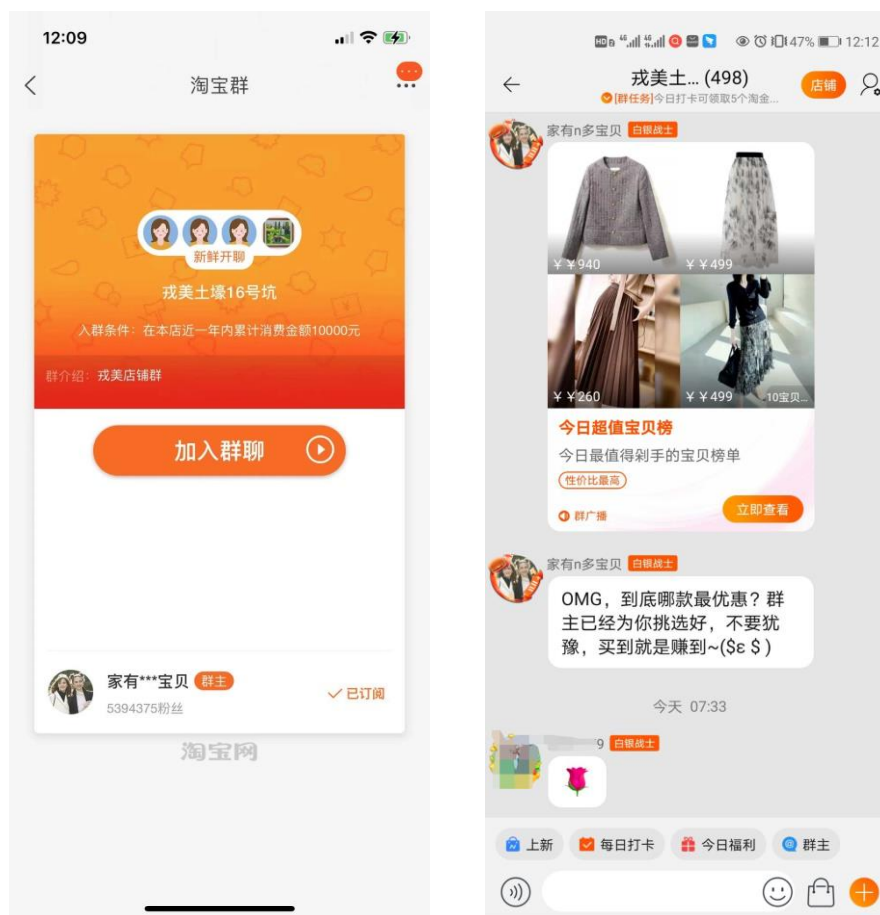 12:09
淘宝群
新鲜开聊
戎美土壕16号坑
入群条件：在本店近一年内累计消费金额10000元
群介绍：戎美店铺群
加入群聊
家有***宝贝 群主
5394375粉丝
已订阅
淘宝网
HD 46 46 47% 12:12
戎美土... (498)
[群任务]今日打卡可领取5个淘金...
店铺
家有n多宝贝 白银战士
￥￥940
￥￥499
￥￥260
￥￥499
10宝贝...
今日超值宝贝榜
今日最值得剁手的宝贝榜单
性价比最高
群广播
立即查看
家有n多宝贝 白银战士
OMG，到底哪款最优惠？群
主已经为你挑选好，不要犹
豫，买到就是赚到~($ε $ )
今天 07:33
9 白银战士
上新
每日打卡
今日福利
群主